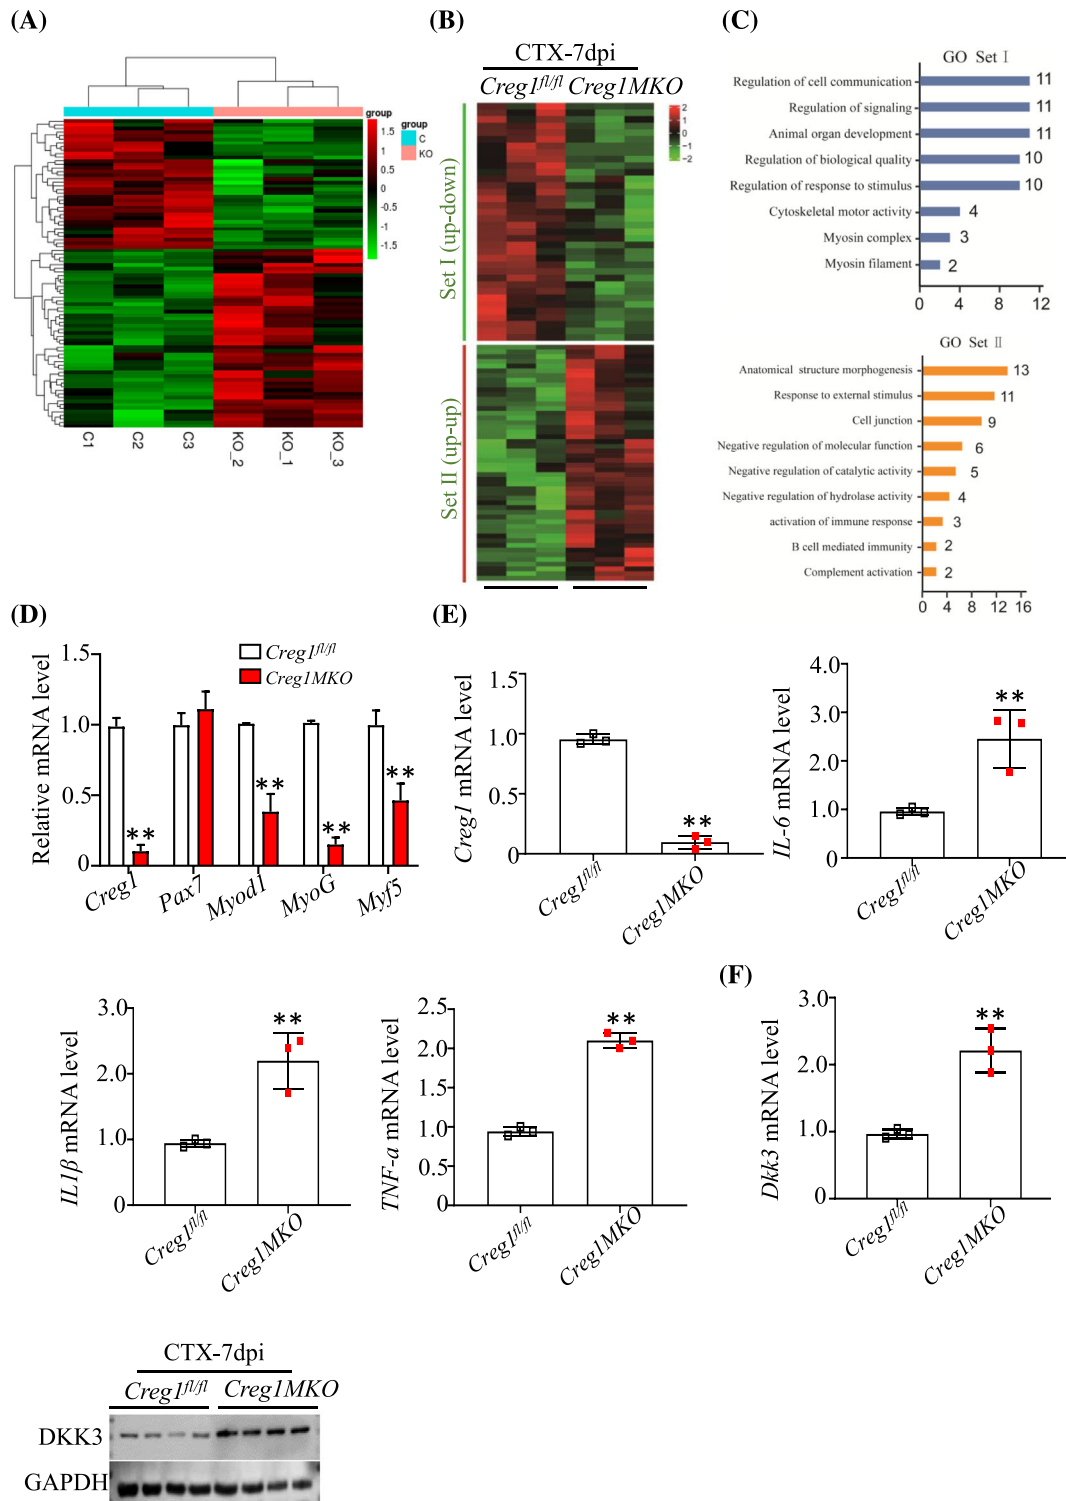 (A)
group
group
C
KO
1.5
1
0.5
0
-0.5
-1
-1.5
C1
C2
C3
KO_2
KO_1
KO_3
(B)
CTX-7dpi
Creg1fl/fl Creg1MKO
2
1
0
-1
-2
Set I (up-down)
Set II (up-up)
(C)
GO Set Ⅰ
Regulation of cell communication 11
Regulation of signaling 11
Animal organ development 11
Regulation of biological quality 10
Regulation of response to stimulus 10
Cytoskeletal motor activity 4
Myosin complex 3
Myosin filament 2
0 4 8 12
GO Set Ⅱ
Anatomical structure morphogenesis 13
Response to external stimulus 11
Cell junction 9
Negative regulation of molecular function 6
Negative regulation of catalytic activity 5
Negative regulation of hydrolase activity 4
activation of immune response 3
B cell mediated immunity 2
Complement activation 2
0 4 8 12 16
(D)
Relative mRNA level
1.5
1.0
0.5
0
Creg1fl/fl
Creg1MKO
**
**
**
**
Creg1
Pax7
Myod1
MyoG
Myf5
(E)
Creg1 mRNA level
1.5
1.0
0.5
0
**
Creg1fl/fl
Creg1MKO
IL-6 mRNA level
4.0
3.0
2.0
1.0
0
**
Creg1fl/fl
Creg1MKO
IL1β mRNA level
3.0
2.0
1.0
0
**
Creg1fl/fl
Creg1MKO
TNF-a mRNA level
2.5
2.0
1.5
1.0
0.5
0
**
Creg1fl/fl
Creg1MKO
(F)
Dkk3 mRNA level
3.0
2.0
1.0
0
**
Creg1fl/fl
Creg1MKO
CTX-7dpi
Creg1fl/fl Creg1MKO
DKK3
GAPDH